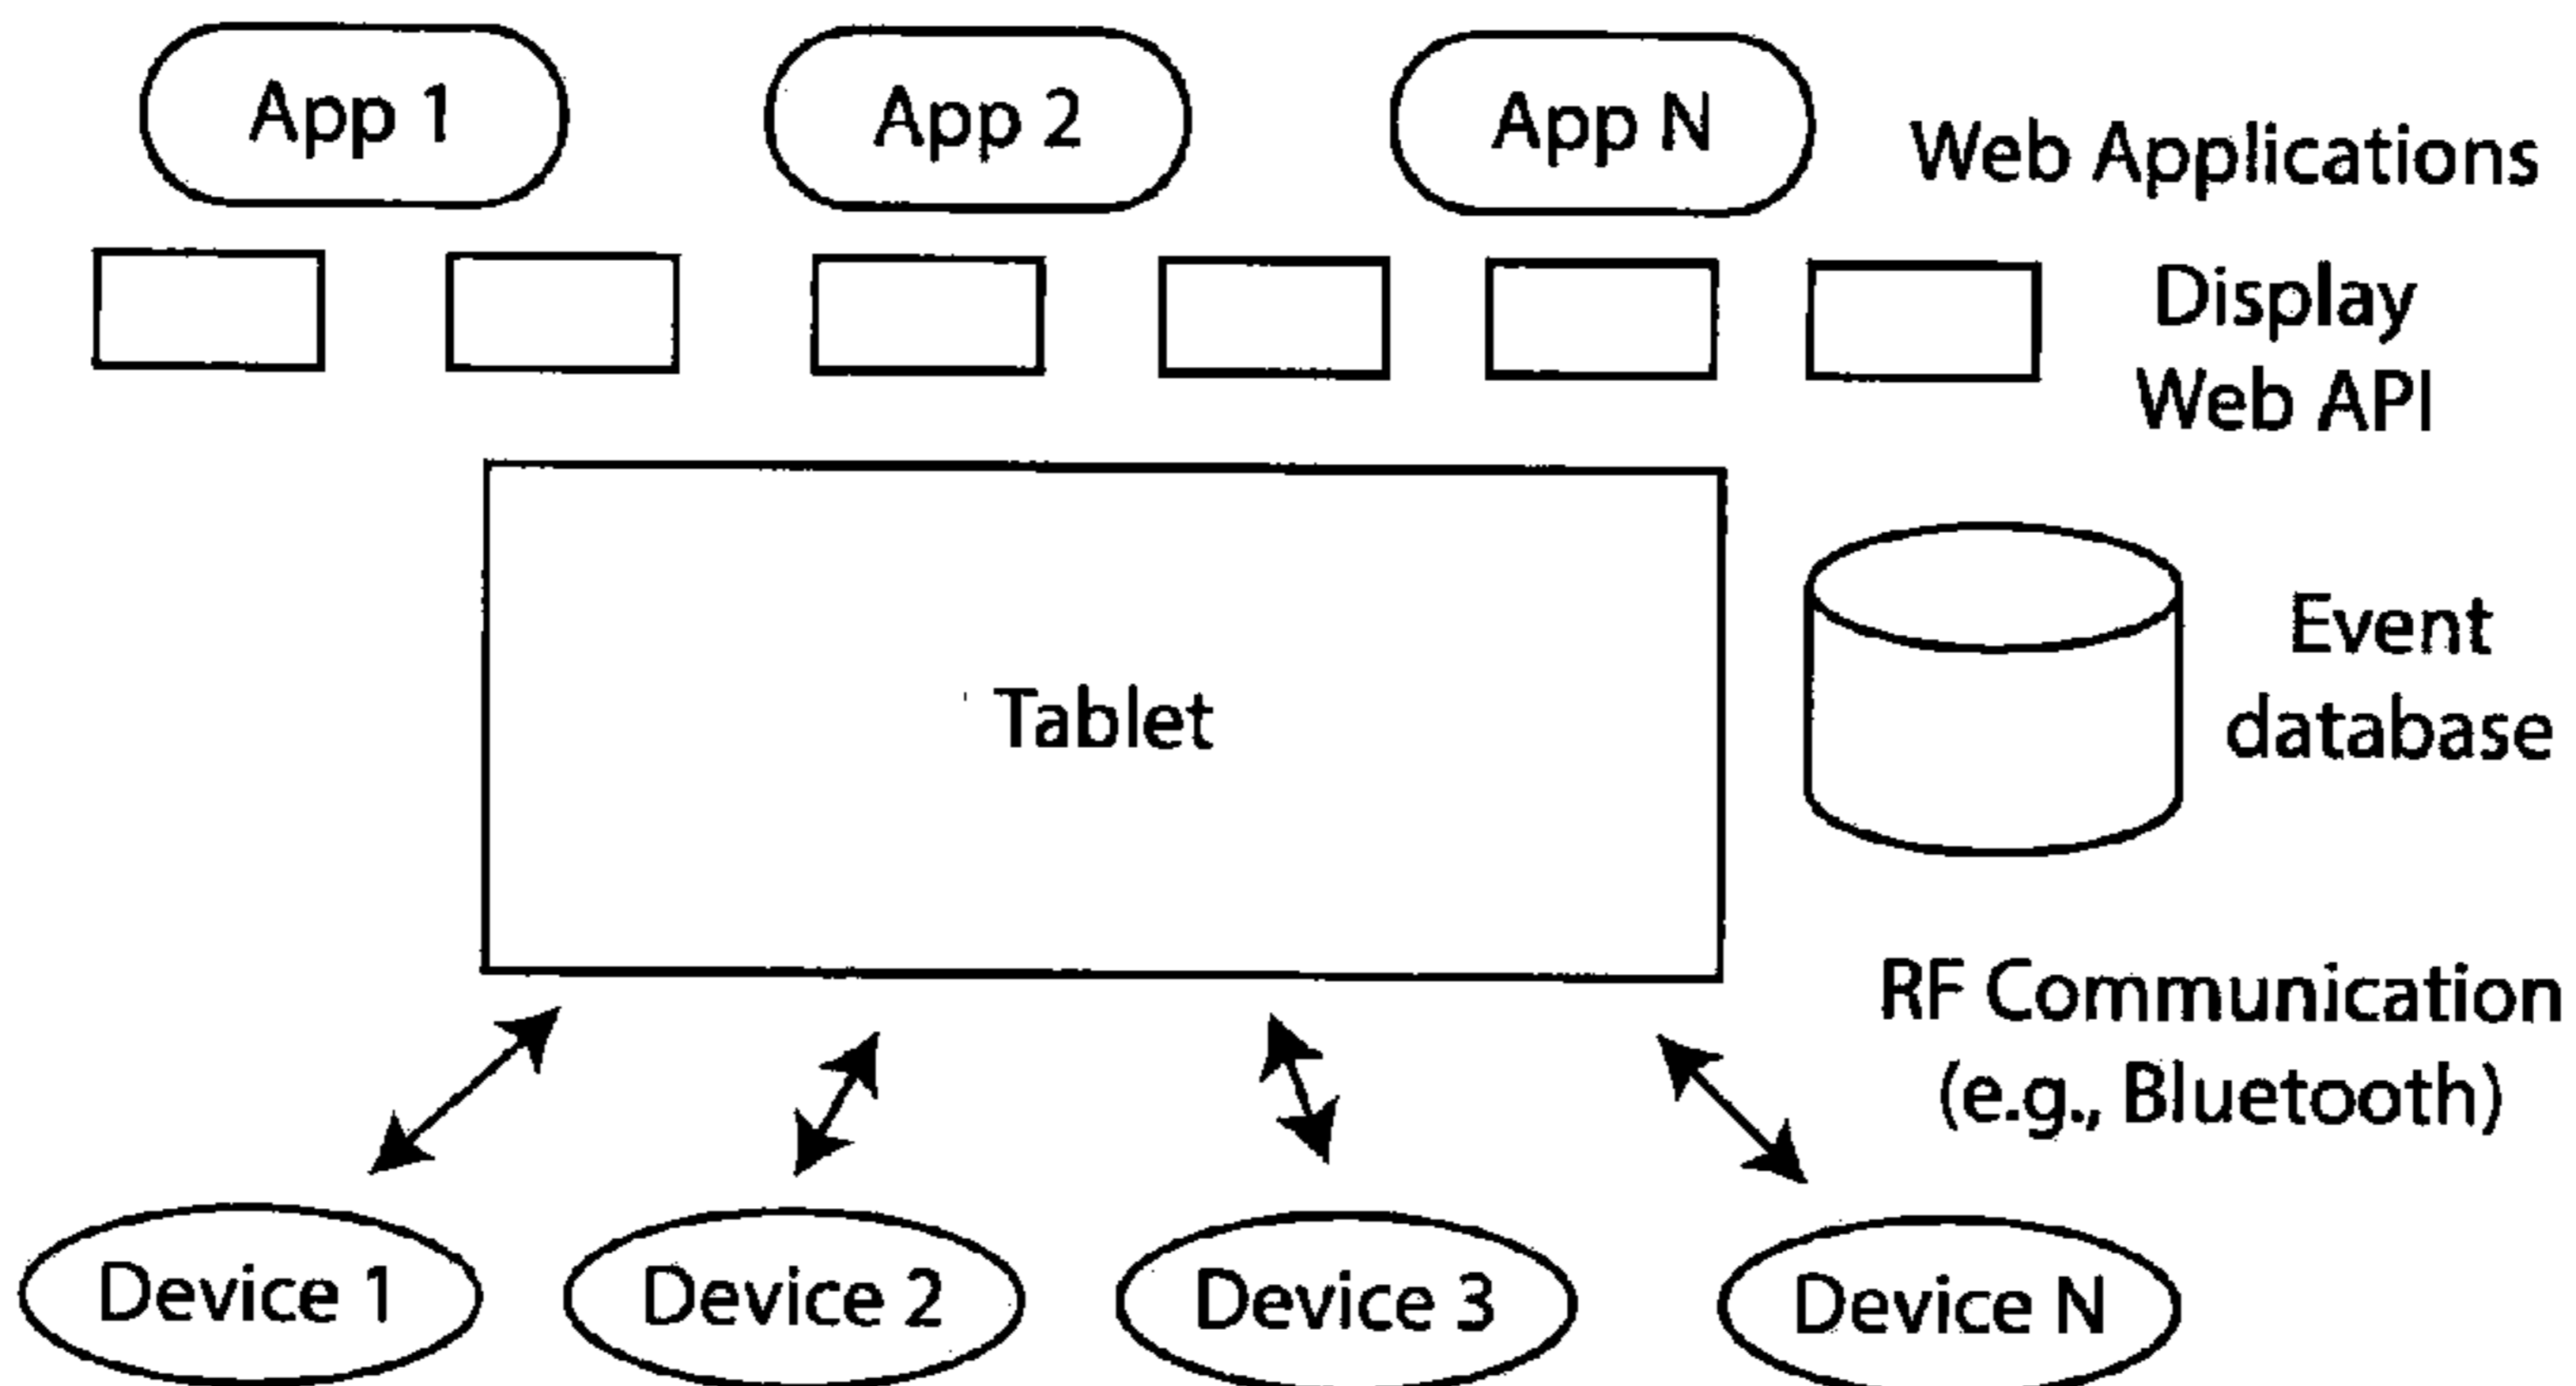 App 1
App 2
App N
Web Applications
Display
Web API
Tablet
Event
database
RF Communication
(e.g., Bluetooth)
Device 1
Device 2
Device 3
Device N